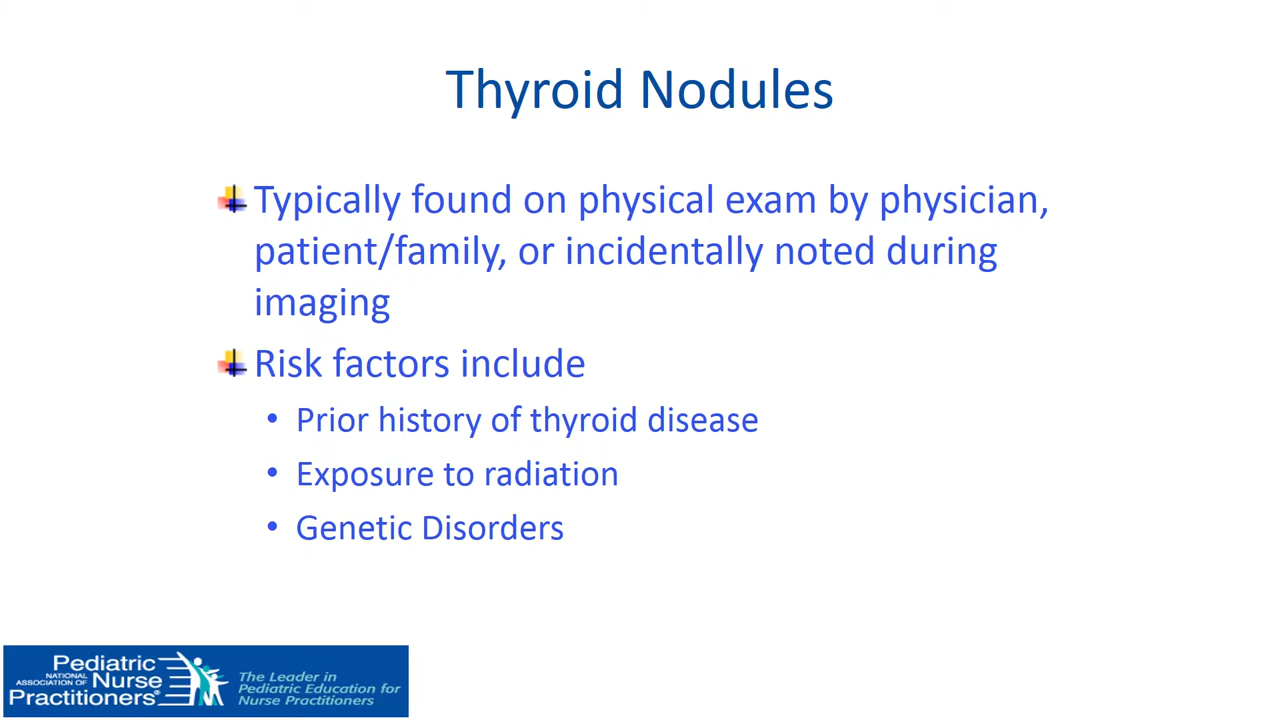 Thyroid Nodules
Typically found on physical exam by physician,
patient/family, or incidentally noted during
imaging
Risk factors include
• Prior history of thyroid disease
• Exposure to radiation
• Genetic Disorders
Pediatric
NATIONAL
ASSOCIATION OF
Nurse
Practitioners®
The Leader in
Pediatric Education for
Nurse Practitioners